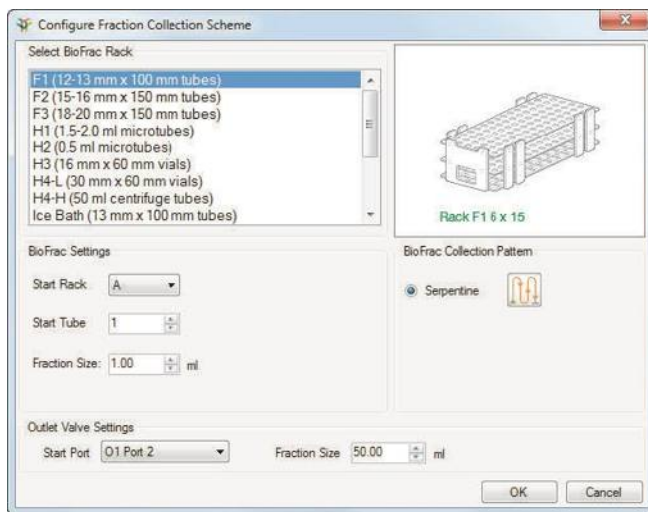 Configure Fraction Collection Scheme
Select BioFrac Rack
F1 (12-13 mm x 100 mm tubes)
F2 (15-16 mm x 150 mm tubes)
F3 (18-20 mm x 150 mm tubes)
H1 (1.5-2.0 ml microtubes)
H2 (0.5 ml microtubes)
H3 (16 mm x 60 mm vials)
H4-L (30 mm x 60 mm vials)
H4-H (50 ml centrifuge tubes)
Ice Bath (13 mm x 100 mm tubes)
Rack F1 6 x 15
BioFrac Settings
Start Rack A
Start Tube 1
Fraction Size: 1.00 ml
BioFrac Collection Pattern
Serpentine
Outlet Valve Settings
Start Port O1 Port 2 Fraction Size 50.00 ml
OK Cancel